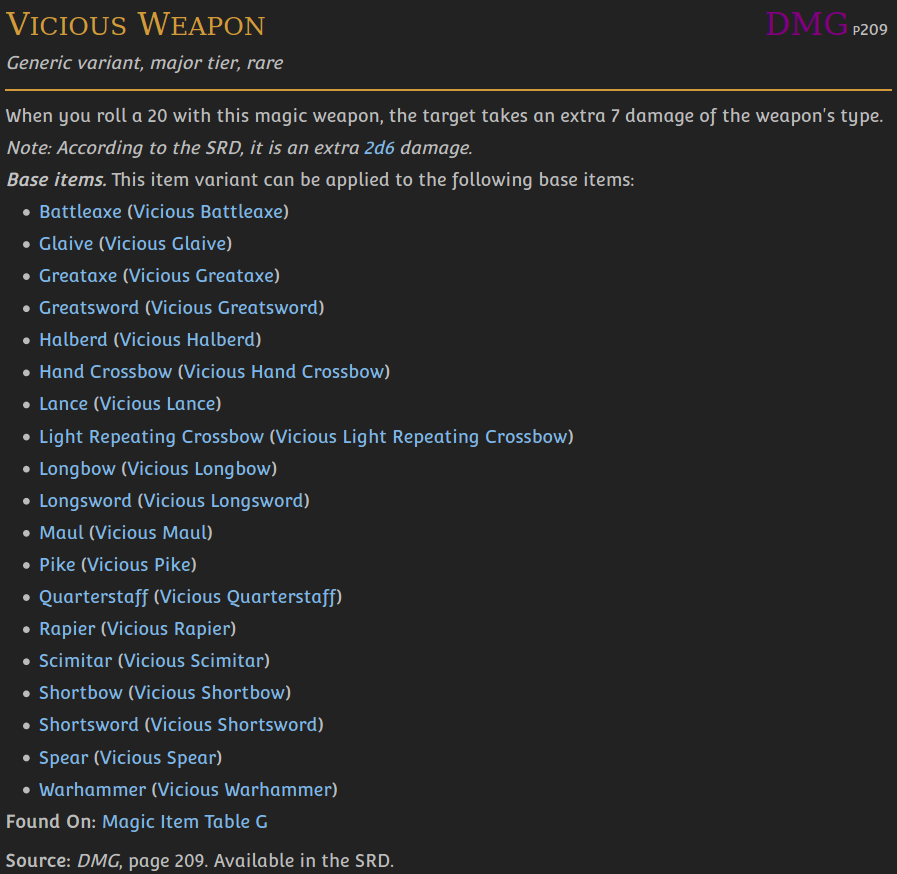 Vicious Weapon
DMG P209
Generic variant, major tier, rare
When you roll a 20 with this magic weapon, the target takes an extra 7 damage of the weapon's type.
Note: According to the SRD, it is an extra 2d6 damage.
Base items. This item variant can be applied to the following base items:
• Battleaxe (Vicious Battleaxe)
• Glaive (Vicious Glaive)
• Greataxe (Vicious Greataxe)
• Greatsword (Vicious Greatsword)
• Halberd (Vicious Halberd)
• Hand Crossbow (Vicious Hand Crossbow)
• Lance (Vicious Lance)
• Light Repeating Crossbow (Vicious Light Repeating Crossbow)
• Longbow (Vicious Longbow)
• Longsword (Vicious Longsword)
• Maul (Vicious Maul)
• Pike (Vicious Pike)
• Quarterstaff (Vicious Quarterstaff)
• Rapier (Vicious Rapier)
• Scimitar (Vicious Scimitar)
• Shortbow (Vicious Shortbow)
• Shortsword (Vicious Shortsword)
• Spear (Vicious Spear)
• Warhammer (Vicious Warhammer)
Found On: Magic Item Table G
Source: DMG, page 209. Available in the SRD.